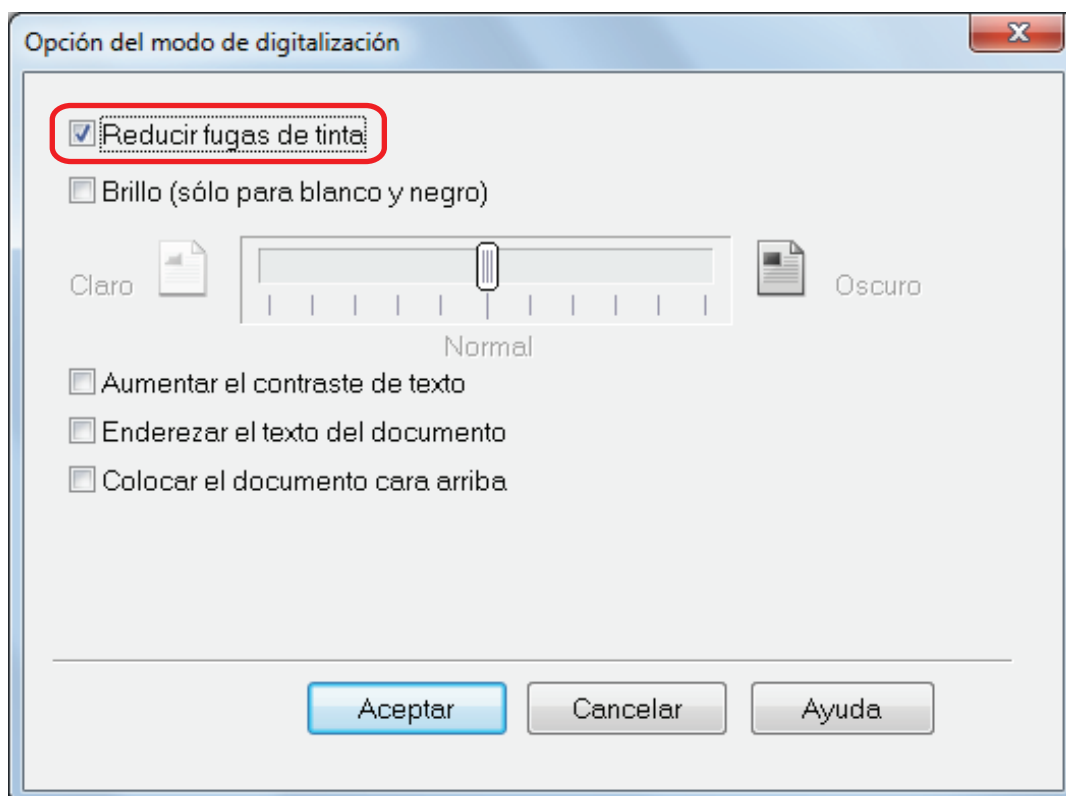 Opción del modo de digitalización
Reducir fugas de tinta
Brillo (sólo para blanco y negro)
Claro Oscuro
Normal
Aumentar el contraste de texto
Enderezar el texto del documento
Colocar el documento cara arriba
Aceptar Cancelar Ayuda